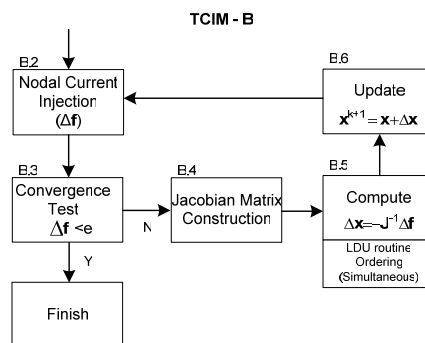 TCIM - B
B.2
Nodal Current
Injection
(Δf)
B.6
Update
x^{k+1} = x+Δx
B.3
Convergence
Test
Δf <e
N
Y
B.4
Jacobian Matrix
Construction
B.5
Compute
Δx=-J^{-1}Δf
LDU routine
Ordering
(Simultaneous)
Finish